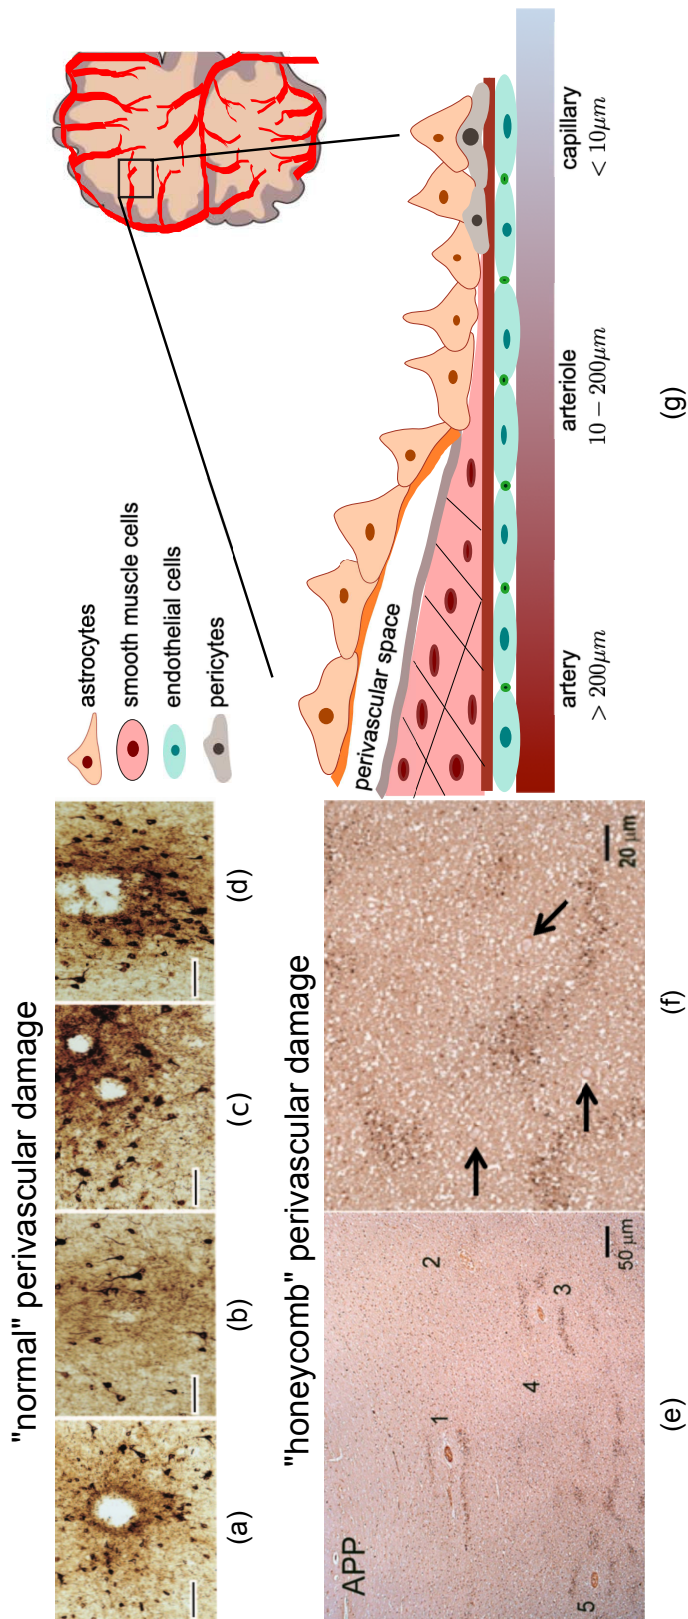 "normal" perivascular damage
(a)
(b)
(c)
(d)
"honeycomb" perivascular damage
APP
1
2
3
4
5
50 μm
20 μm
(e)
(f)
astrocytes
smooth muscle cells
endothelial cells
pericytes
perivascular space
artery
> 200μm
arteriole
10 − 200μm
capillary
< 10μm
(g)